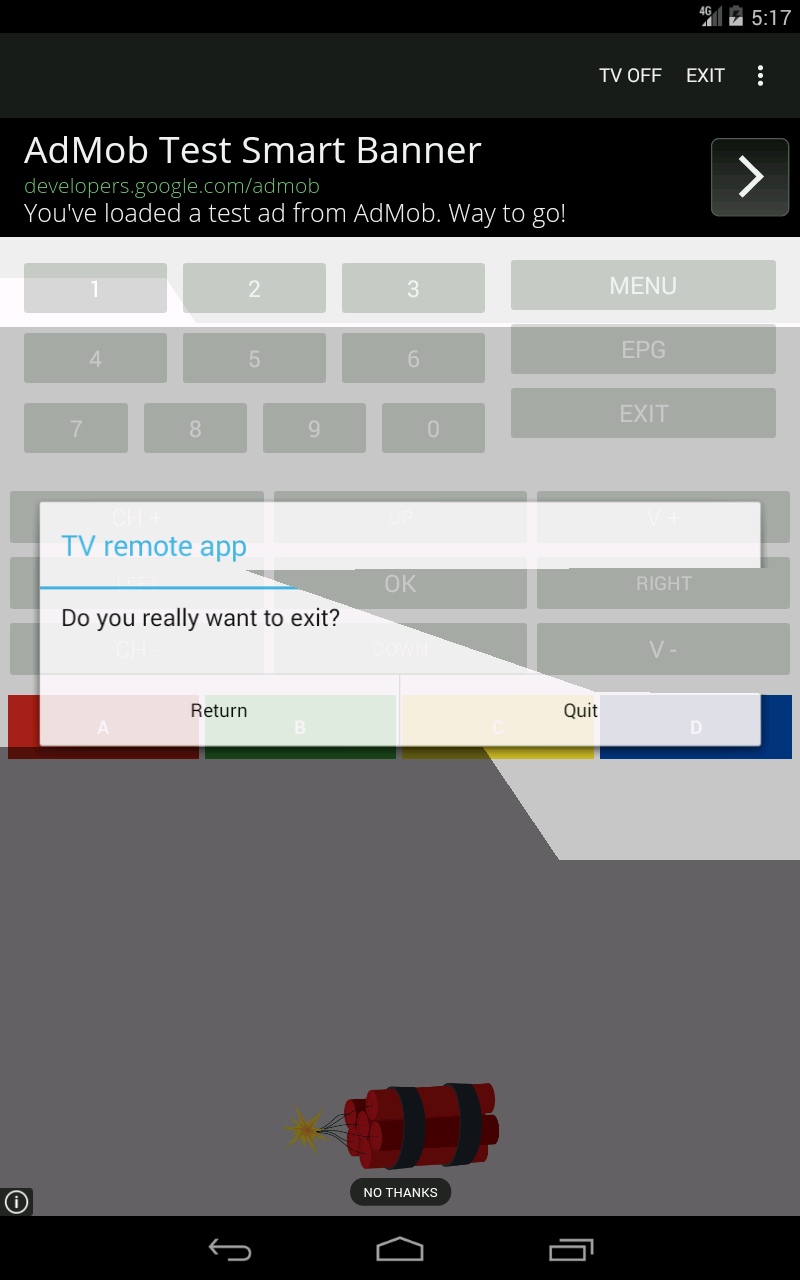 4G 5:17
TV OFF EXIT
AdMob Test Smart Banner
developers.google.com/admob
You've loaded a test ad from AdMob. Way to go!
1 2 3 MENU
4 5 6 EPG
7 8 9 0 EXIT
CH + UP V +
TV remote app
LEFT OK RIGHT
Do you really want to exit?
CH - DOWN V -
Return Quit
A B C D
NO THANKS